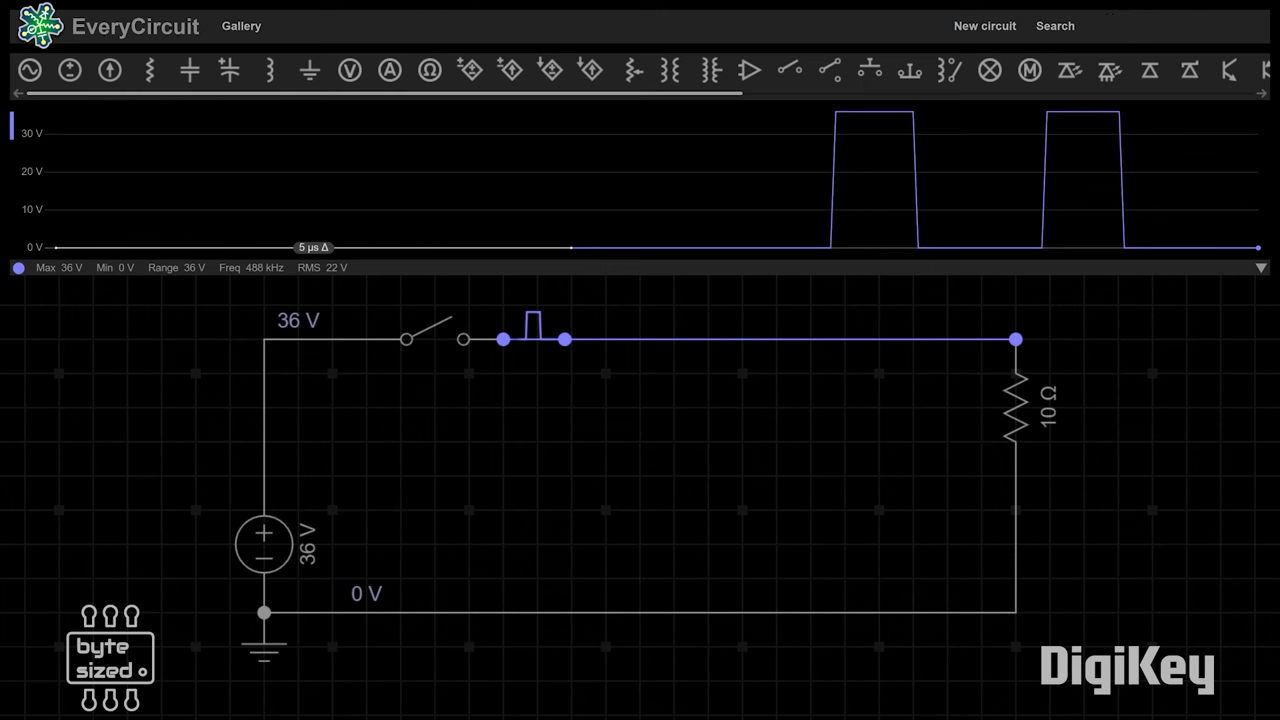 EveryCircuit Gallery New circuit Search
V A Ω M
30 V
20 V
10 V
0 V 5 µs Δ
Max 36 V Min 0 V Range 36 V Freq 488 kHz RMS 22 V
36 V
10 Ω
36 V
0 V
byte
sized
DigiKey